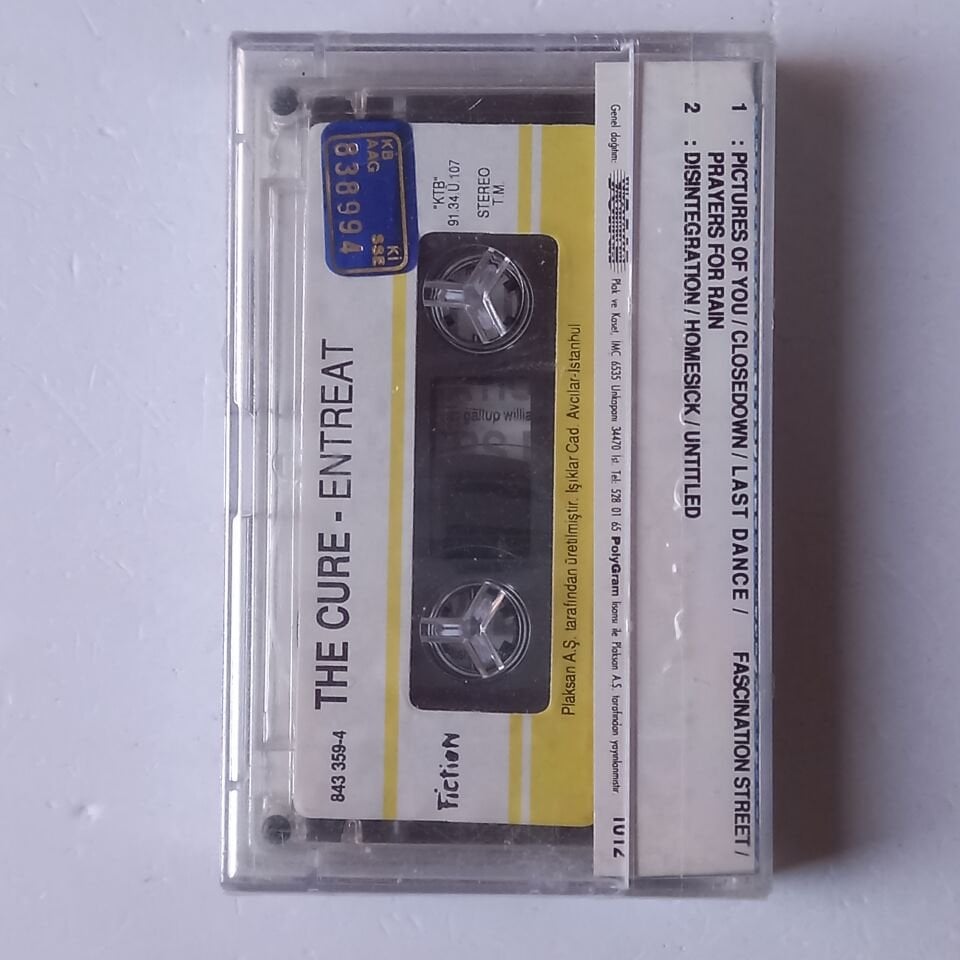 KB
AAG
838994
Kİ
SSE
"KTB"
91.34.Ü.107
STEREO
T.M.
THE CURE - ENTREAT
843 359-4
Fiction
gallup willia
Plaksan A.Ş. tarafından üretilmiştir. Işıklar Cad. Avcılar-İstanbul
Genel dağıtım: Plak ve Kaset, IMC 6535 Unkapanı 34470 İst. Tel: 528 01 65 PolyGram lisansı ile Plaksan A.Ş. tarafından yayınlanmıştır.
1 : PICTURES OF YOU / CLOSEDOWN / LAST DANCE / FASCINATION STREET /
PRAYERS FOR RAIN
2 : DISINTEGRATION / HOMESICK / UNTITLED